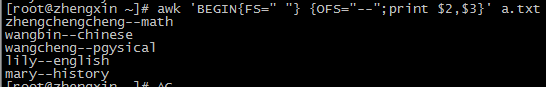 [root@zhengxin ~]# awk 'BEGIN{FS=" "} {OFS="--";print $2,$3}' a.txt
zhengchengcheng--math
wangbin--chinese
wangcheng--pgysical
lily--english
mary--history
[root@zhengxin ~]# ^C